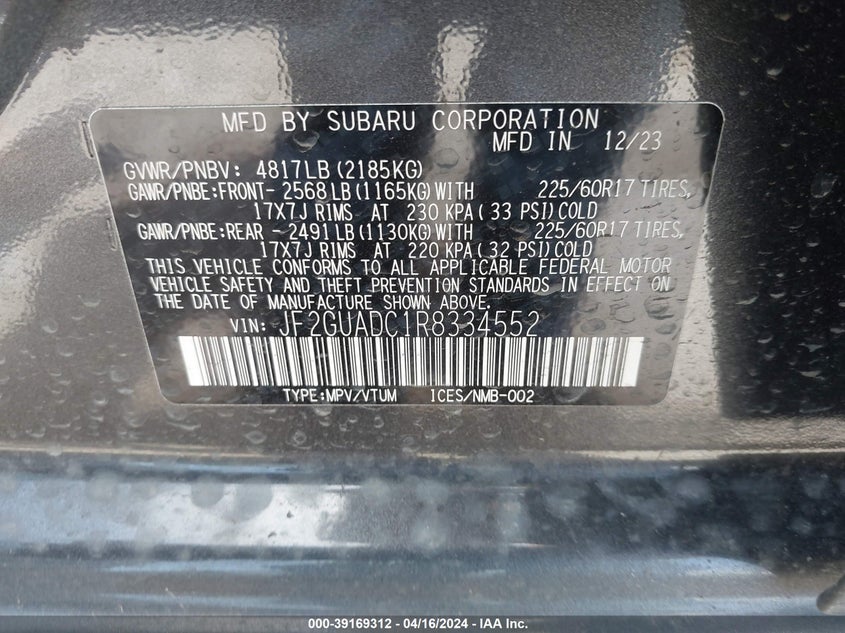 MFD BY SUBARU CORPORATION
MFD IN 12/23
GVWR/PNBV: 4817LB (2185KG)
GAWR/PNBE:FRONT- 2568 LB (1165KG) WITH 225/60R17 TIRES,
17X7J RIMS AT 230 KPA ( 33 PSI) COLD
GAWR/PNBE:REAR - 2491 LB (1130KG) WITH 225/60R17 TIRES,
17X7J RIMS AT 220 KPA ( 32 PSI) COLD
THIS VEHICLE CONFORMS TO ALL APPLICABLE FEDERAL MOTOR
VEHICLE SAFETY AND THEFT PREVENTION STANDARDS IN EFFECT ON
THE DATE OF MANUFACTURE SHOWN ABOVE.
VIN: JF2GUADC1R8334552
TYPE:MPV/VTUM ICES/NMB-002
000-39169312 - 04/16/2024 - IAA Inc.